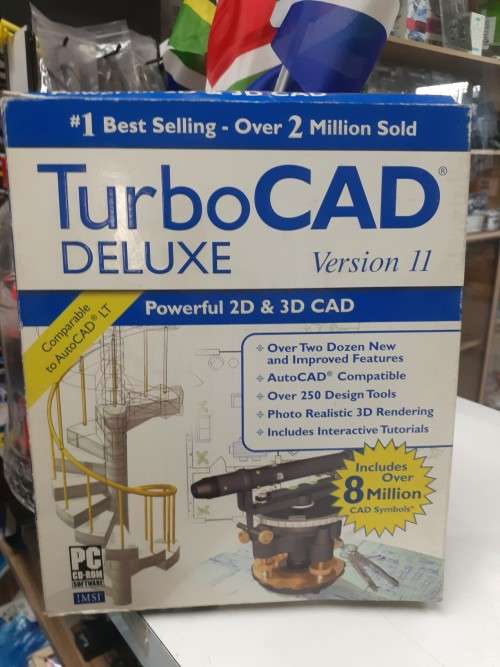 #1 Best Selling - Over 2 Million Sold
TurboCAD®
DELUXE
Version 11
Powerful 2D & 3D CAD
Comparable
to AutoCAD® LT
Over Two Dozen New
and Improved Features
AutoCAD® Compatible
Over 250 Design Tools
Photo Realistic 3D Rendering
Includes Interactive Tutorials
Includes
Over
8 Million
CAD Symbols*
PC
CD-ROM
SOFTWARE
IMSI